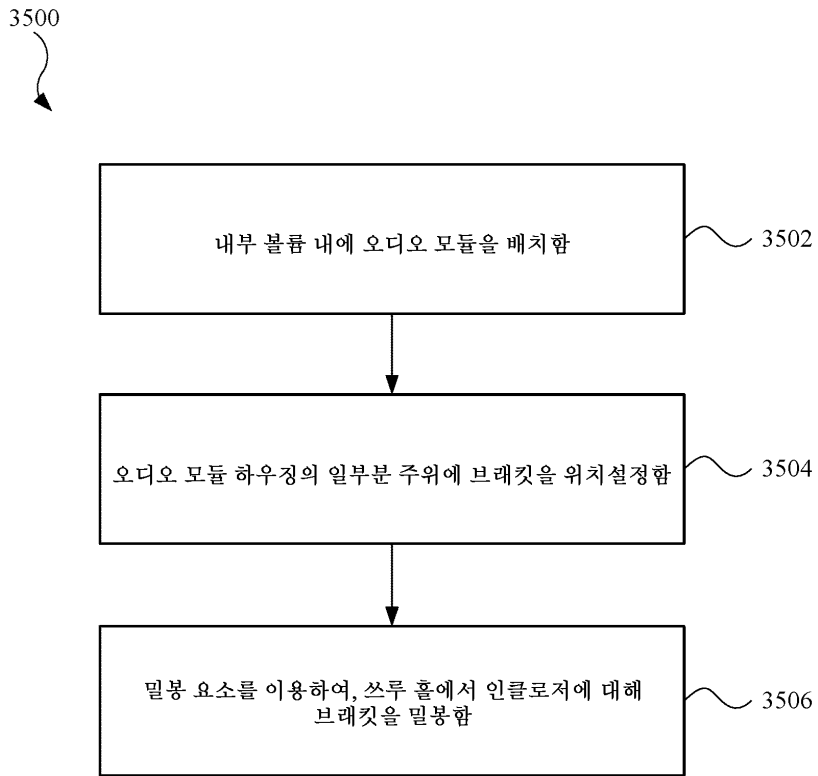 3500
내부 볼륨 내에 오디오 모듈을 배치함
3502
오디오 모듈 하우징의 일부분 주위에 브래킷을 위치설정함
3504
밀봉 요소를 이용하여, 쓰루 홀에서 인클로저에 대해
브래킷을 밀봉함
3506